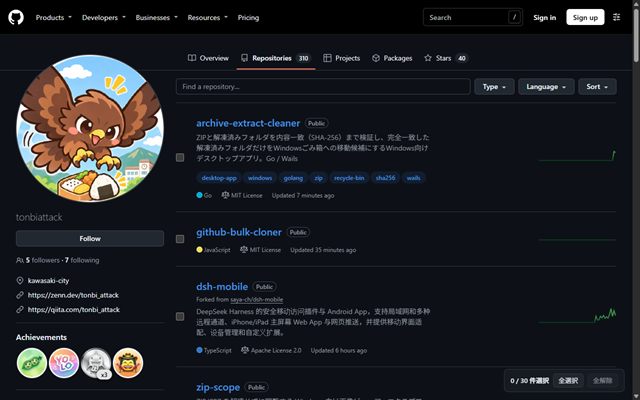 Products
Developers
Businesses
Resources
Pricing
Search
/
Sign in
Sign up
Overview
Repositories 310
Projects
Packages
Stars 40
Find a repository...
Type
Language
Sort
tonbiattack
Follow
5 followers · 7 following
kawasaki-city
https://zenn.dev/tonbi_attack
https://qiita.com/tonbi_attack
Achievements
YOLO
x3
archive-extract-cleaner Public
ZIPと解凍済みフォルダを内容一致（SHA-256）まで検証し、完全一致した
解凍済みフォルダだけをWindowsごみ箱への移動候補にするWindows向け
デスクトップアプリ。Go / Wails
desktop-app windows golang zip recycle-bin sha256 wails
Go MIT License Updated 7 minutes ago
github-bulk-cloner Public
JavaScript MIT License Updated 35 minutes ago
dsh-mobile Public
Forked from saya-ch/dsh-mobile
DeepSeek Harness 的安全移动访问插件与 Android App，支持局域网和多种
远程通道、iPhone/iPad 主屏幕 Web App 与网页推送，并提供移动界面适
配、设备管理和自定义扩展。
TypeScript Apache License 2.0 Updated 6 hours ago
zip-scope Public
0 / 30 件選択 全選択 全解除